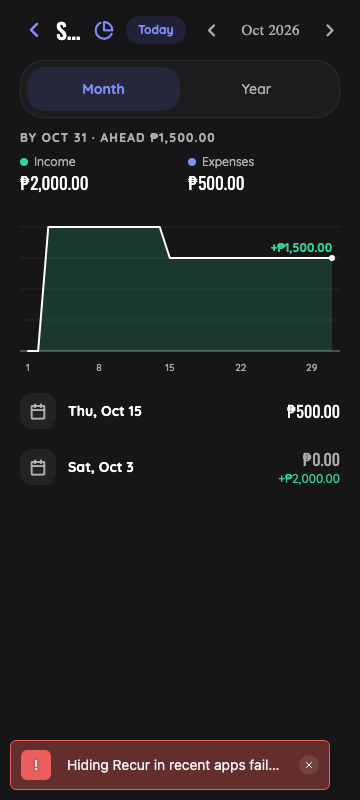 S...
Today
Oct 2026
Month
Year
BY OCT 31 · AHEAD ₱1,500.00
Income
Expenses
₱2,000.00
₱500.00
+₱1,500.00
1 8 15 22 29
Thu, Oct 15
₱500.00
Sat, Oct 3
₱0.00
+₱2,000.00
! Hiding Recur in recent apps fail...